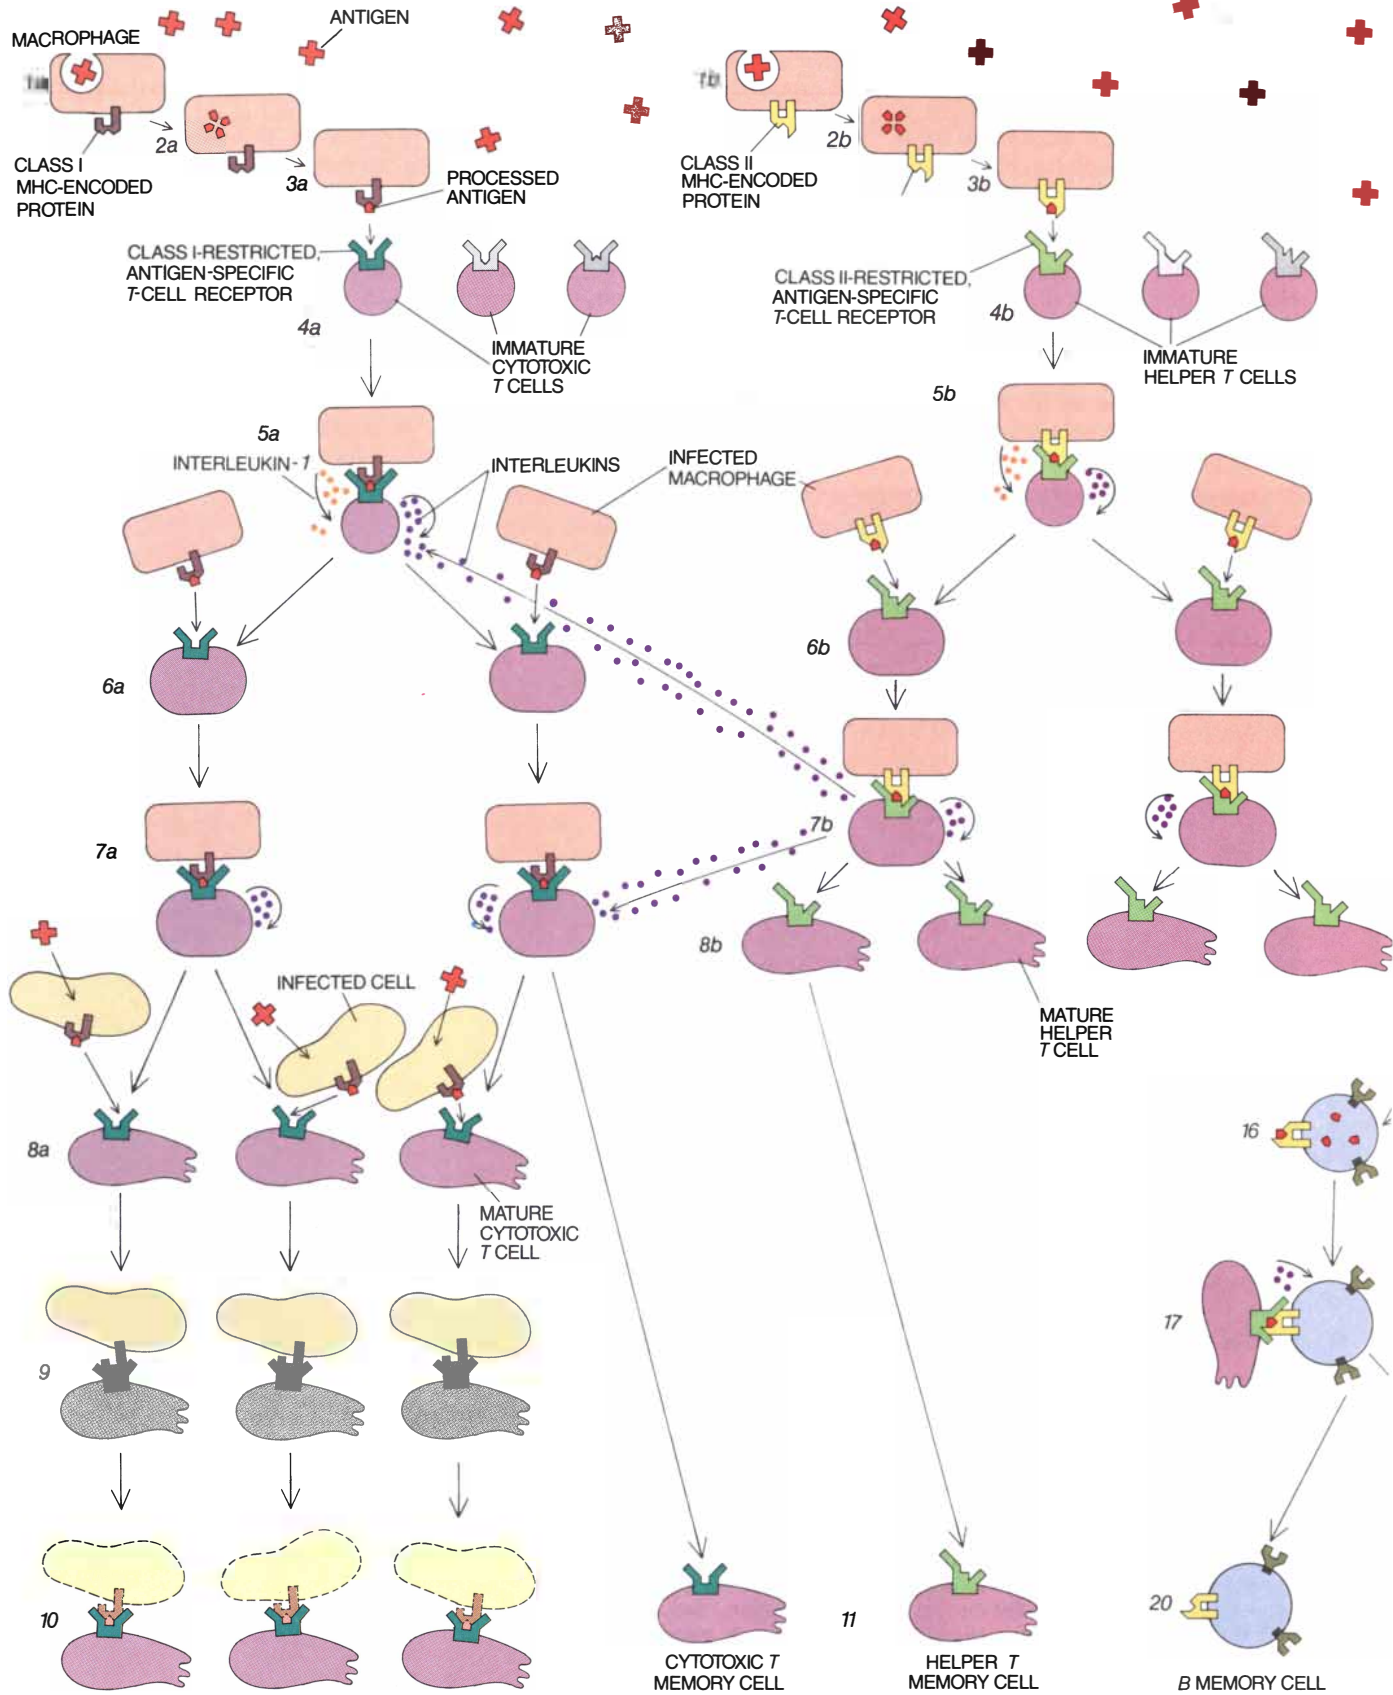 ANTIGEN
MACROPHAGE
1b
2a
2b
CLASS I
MHC-ENCODED
PROTEIN
3a
PROCESSED
ANTIGEN
CLASS II
MHC-ENCODED
PROTEIN
3b
CLASS I-RESTRICTED,
ANTIGEN-SPECIFIC
T-CELL RECEPTOR
4a
IMMATURE
CYTOTOXIC
T CELLS
CLASS II-RESTRICTED,
ANTIGEN-SPECIFIC
T-CELL RECEPTOR
4b
IMMATURE
HELPER T CELLS
5a
5b
INTERLEUKIN-1
INTERLEUKINS
INFECTED
MACROPHAGE
6a
6b
7a
7b
8b
INFECTED CELL
MATURE
HELPER
T CELL
8a
MATURE
CYTOTOXIC
T CELL
16
17
9
10
11
20
CYTOTOXIC T
MEMORY CELL
HELPER T
MEMORY CELL
B MEMORY CELL